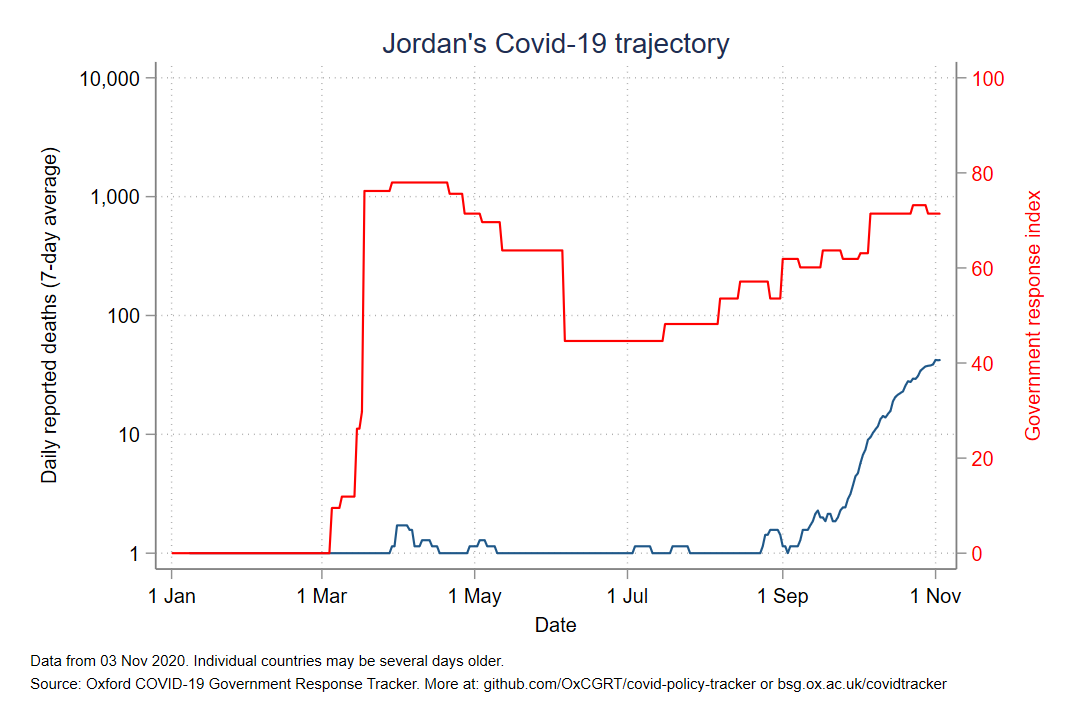 Jordan's Covid-19 trajectory
10,000
1,000
100
10
1
Daily reported deaths (7-day average)
100
80
60
40
20
0
Government response index
1 Jan
1 Mar
1 May
1 Jul
1 Sep
1 Nov
Date
Data from 03 Nov 2020. Individual countries may be several days older.
Source: Oxford COVID-19 Government Response Tracker. More at: github.com/OxCGRT/covid-policy-tracker or bsg.ox.ac.uk/covidtracker